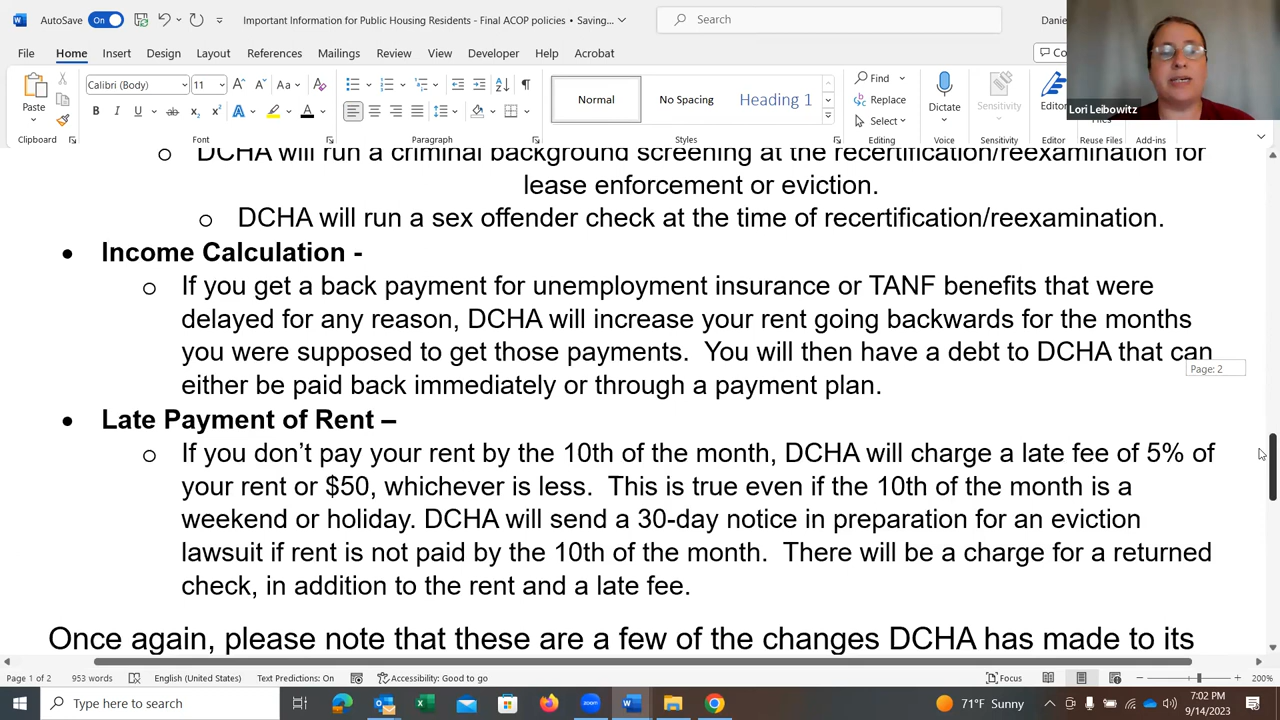 AutoSave On Important Information for Public Housing Residents - Final ACOP policies • Saving... Search Danie
File Home Insert Design Layout References Mailings Review View Developer Help Acrobat Co
Calibri (Body) 11 Aa Normal No Spacing Heading 1 Find
Replace
Select
Paste Dictate Sensitivity Editor
Files
Lori Leibowitz
Clipboard Font Paragraph Styles Editing Voice Sensitivity Editor Reuse Files Add-ins
o DCHA will run a criminal background screening at the recertification/reexamination for
lease enforcement or eviction.
o DCHA will run a sex offender check at the time of recertification/reexamination.
• Income Calculation -
o If you get a back payment for unemployment insurance or TANF benefits that were
delayed for any reason, DCHA will increase your rent going backwards for the months
you were supposed to get those payments. You will then have a debt to DCHA that can
either be paid back immediately or through a payment plan.
Page: 2
• Late Payment of Rent –
o If you don’t pay your rent by the 10th of the month, DCHA will charge a late fee of 5% of
your rent or $50, whichever is less. This is true even if the 10th of the month is a
weekend or holiday. DCHA will send a 30-day notice in preparation for an eviction
lawsuit if rent is not paid by the 10th of the month. There will be a charge for a returned
check, in addition to the rent and a late fee.
Once again, please note that these are a few of the changes DCHA has made to its
Page 1 of 2 953 words English (United States) Text Predictions: On Accessibility: Good to go Focus 200%
Type here to search zoom 71°F Sunny 7:02 PM
9/14/2023